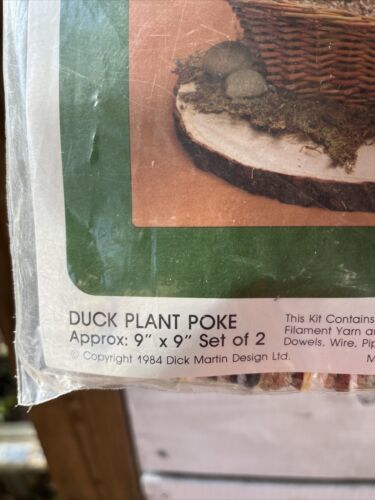 DUCK PLANT POKE
Approx: 9" x 9" Set of 2
© Copyright 1984 Dick Martin Design Ltd.
This Kit Contains
Filament Yarn a
Dowels, Wire, Pip
M